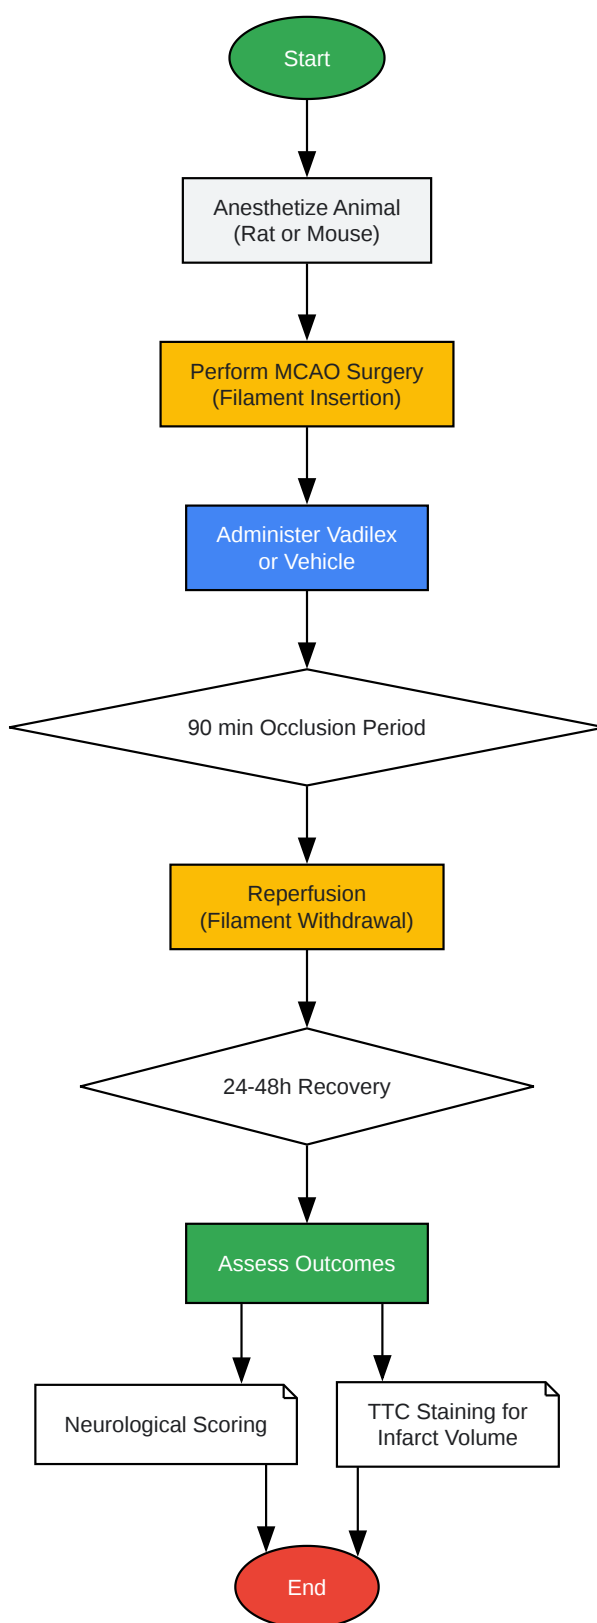 Start
Anesthetize Animal
(Rat or Mouse)
Perform MCAO Surgery
(Filament Insertion)
Administer Vadilex
or Vehicle
90 min Occlusion Period
Reperfusion
(Filament Withdrawal)
24-48h Recovery
Assess Outcomes
Neurological Scoring
TTC Staining for
Infarct Volume
End